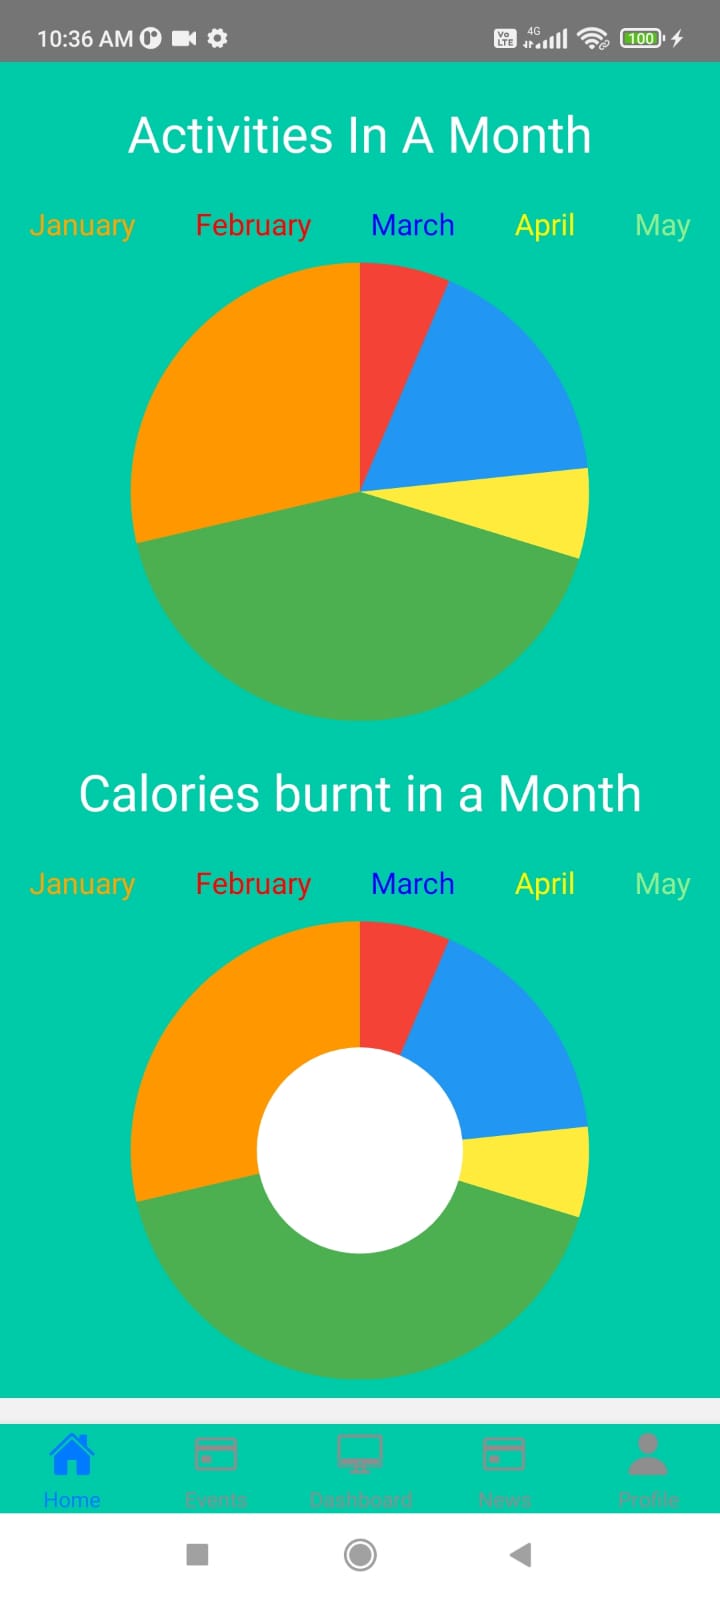 10:36 AM Vo LTE 4G 100
Activities In A Month
January February March April May
Calories burnt in a Month
January February March April May
Home Events Dashboard News Profile